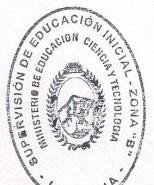 SUPERVISIÓN DE EDUCACIÓN INICIAL - ZONA "B"
MINISTERIO DE EDUCACION CIENCIA Y TECNOLOGIA